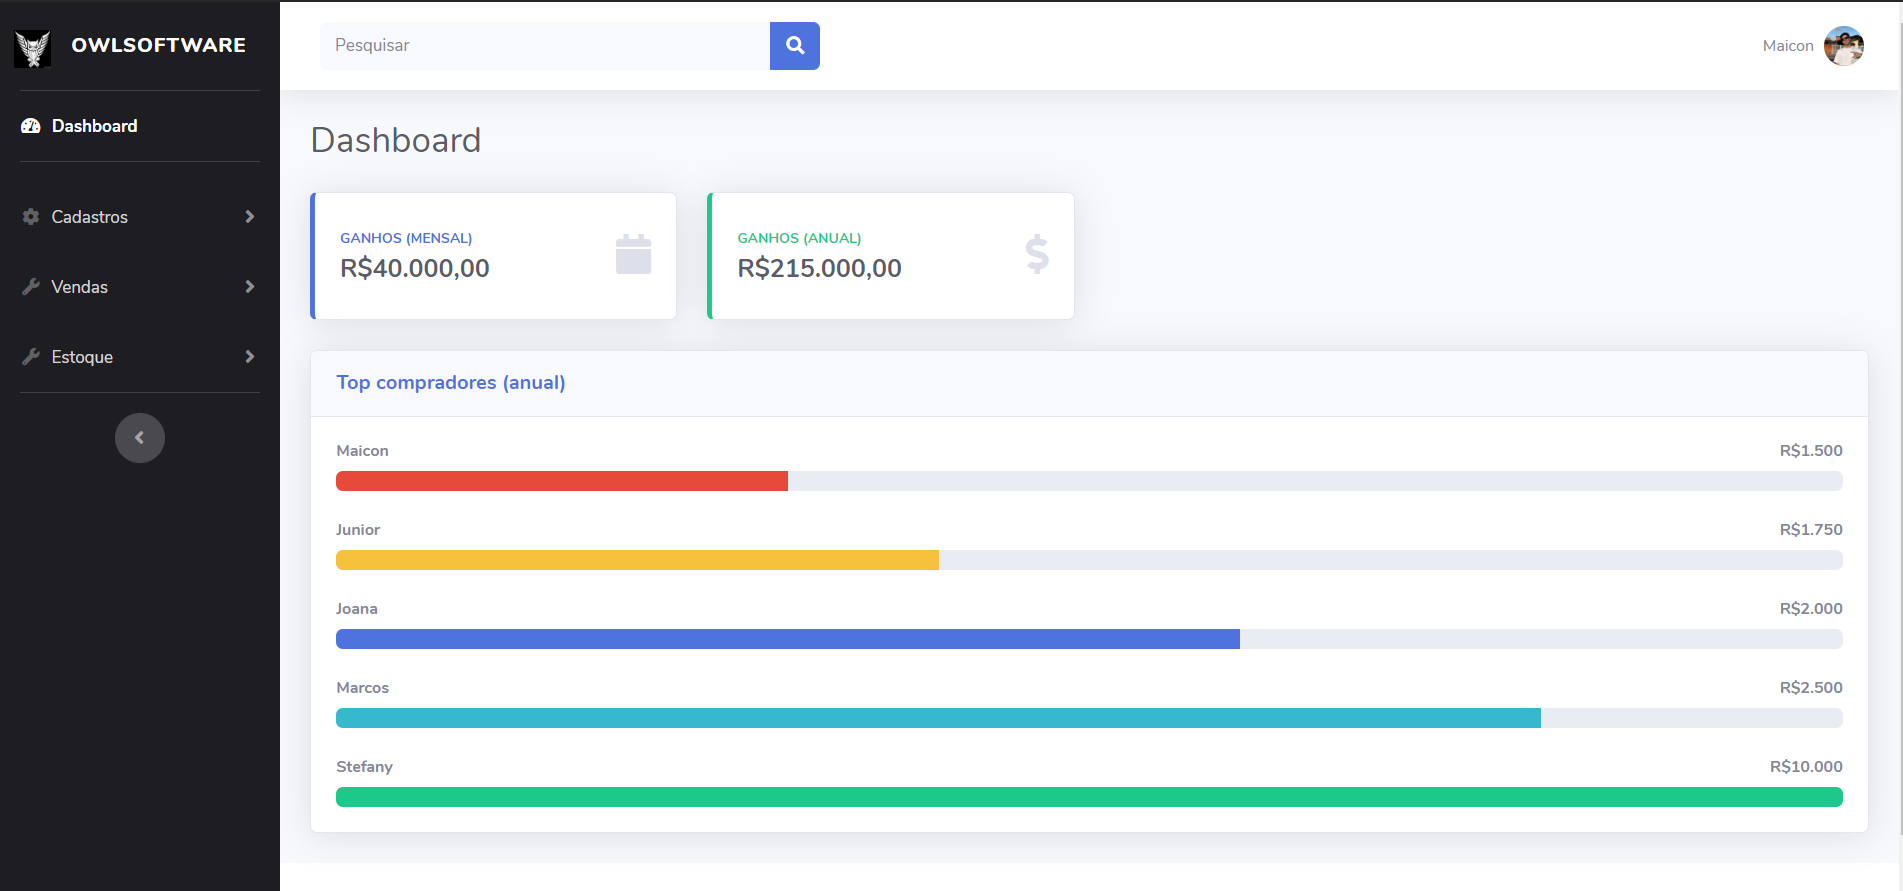 OWLSOFTWARE
Pesquisar
Maicon
Dashboard
Cadastros
Vendas
Estoque
Dashboard
GANHOS (MENSAL)
R$40.000,00
GANHOS (ANUAL)
R$215.000,00
Top compradores (anual)
Maicon R$1.500
Junior R$1.750
Joana R$2.000
Marcos R$2.500
Stefany R$10.000